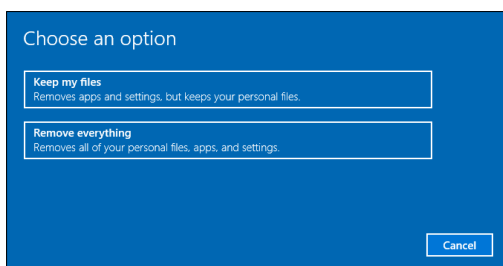 Choose an option
Keep my files
Removes apps and settings, but keeps your personal files.
Remove everything
Removes all of your personal files, apps, and settings.
Cancel